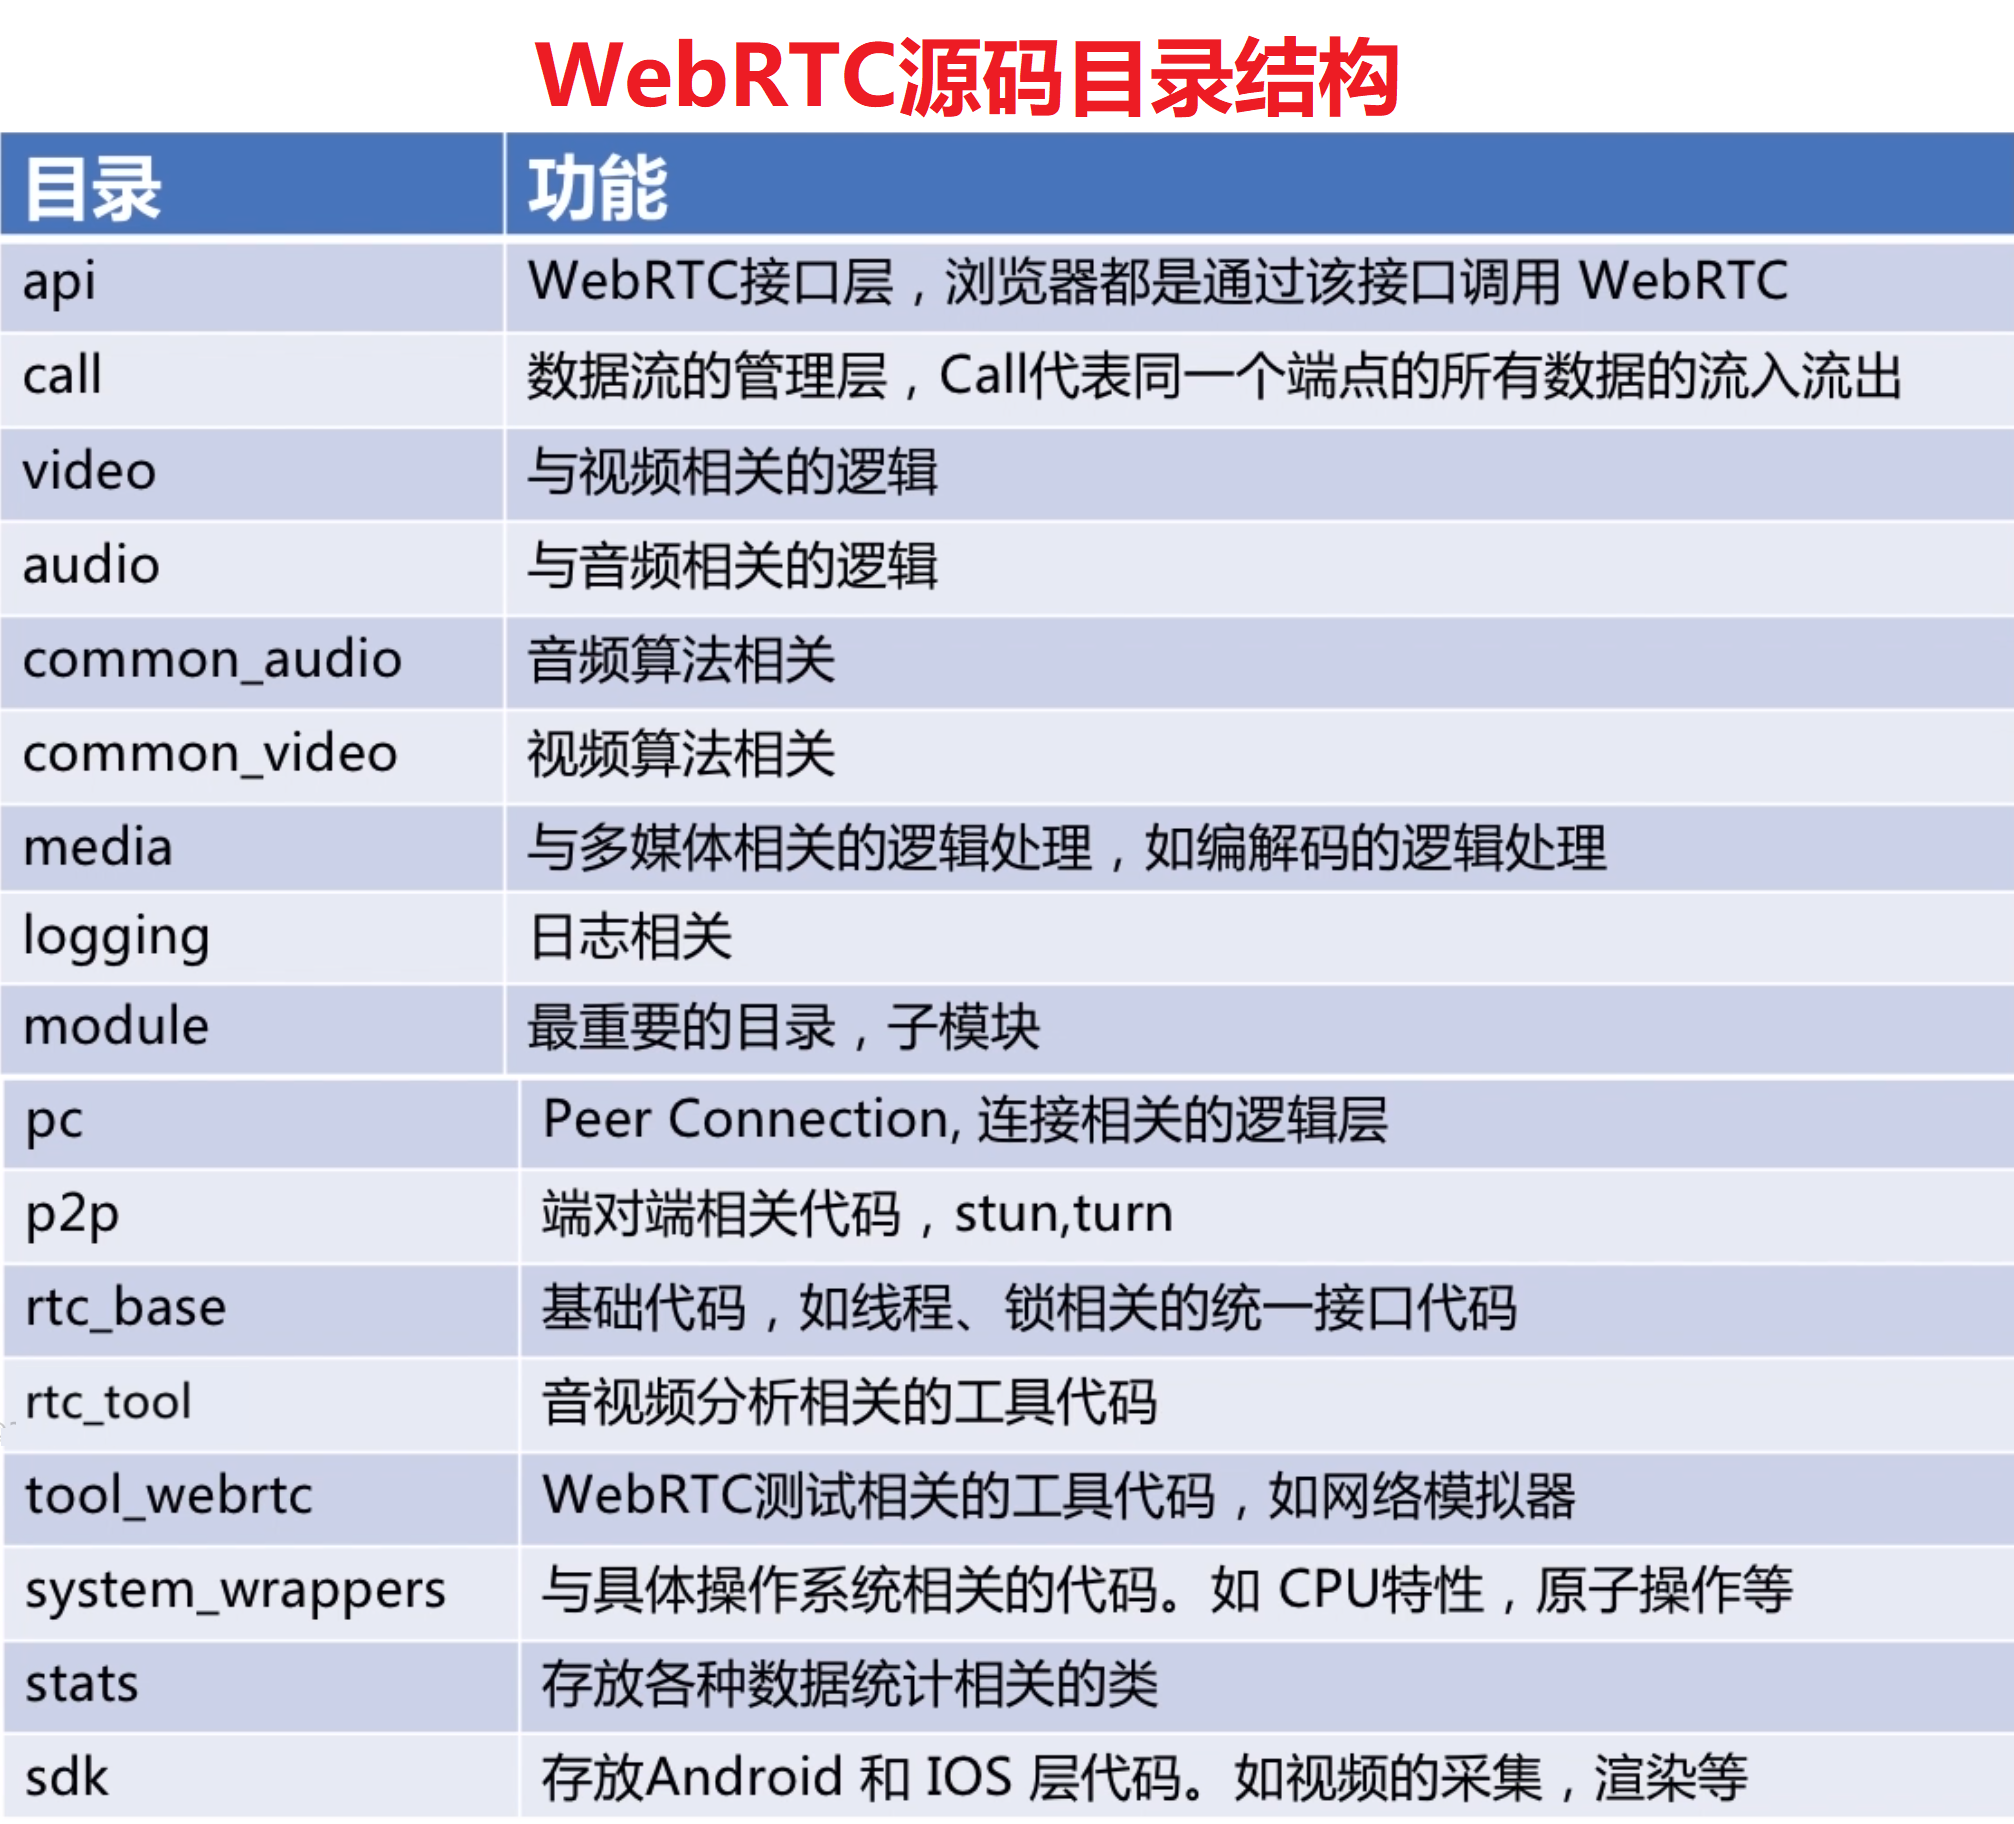 WebRTC源码目录结构
目录 功能
api WebRTC接口层，浏览器都是通过该接口调用 WebRTC
call 数据流的管理层，Call代表同一个端点的所有数据的流入流出
video 与视频相关的逻辑
audio 与音频相关的逻辑
common_audio 音频算法相关
common_video 视频算法相关
media 与多媒体相关的逻辑处理，如编解码的逻辑处理
logging 日志相关
module 最重要的目录，子模块
pc Peer Connection, 连接相关的逻辑层
p2p 端对端相关代码，stun,turn
rtc_base 基础代码，如线程、锁相关的统一接口代码
rtc_tool 音视频分析相关的工具代码
tool_webrtc WebRTC测试相关的工具代码，如网络模拟器
system_wrappers 与具体操作系统相关的代码。如 CPU特性，原子操作等
stats 存放各种数据统计相关的类
sdk 存放Android 和 IOS 层代码。如视频的采集，渲染等